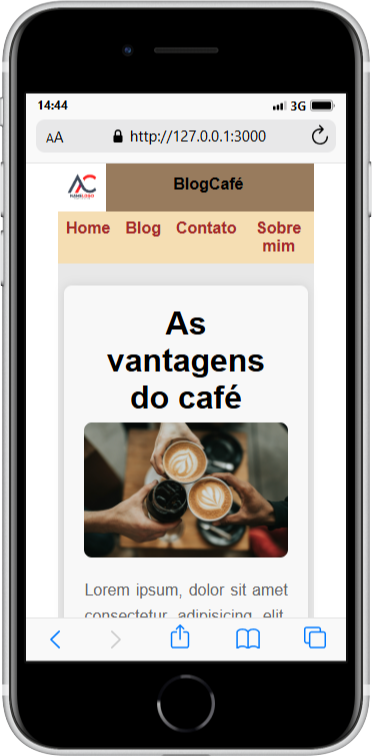 14:44
3G
AA
http://127.0.0.1:3000
AC
BlogCafé
Home Blog Contato Sobre mim
As
vantagens
do café
Lorem ipsum, dolor sit amet
consectetur adipisicing elit.